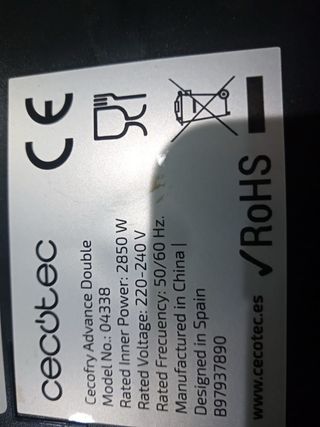 cecotec
Cecofry Advance Double
Model No.: 04338
Rated Inner Power: 2850 W
Rated Voltage: 220-240 V
Rated Frecuency: 50/60 Hz.
Manufactured in China |
Designed in Spain
B97937890
www.cecotec.es
CE
✓RoHS